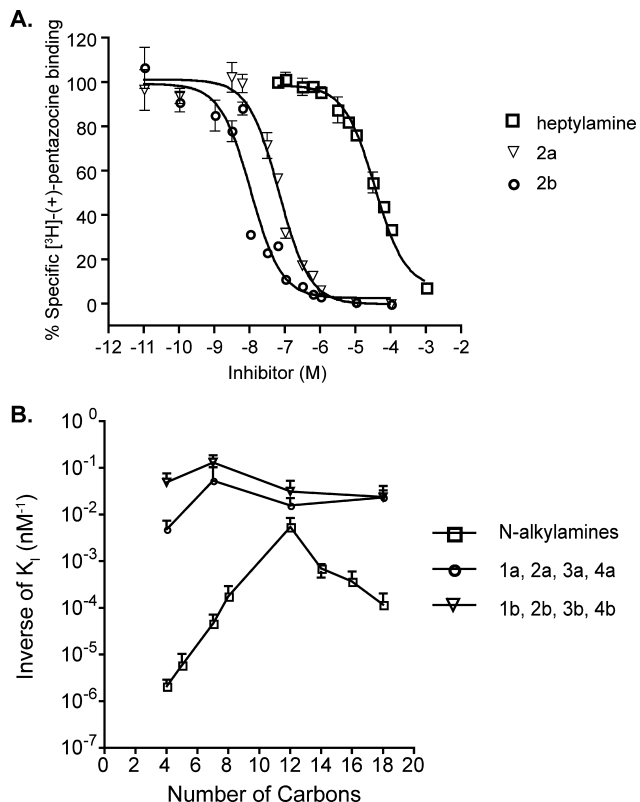 A.
% Specific [³H]-(+)-pentazocine binding
120
100
80
60
40
20
0
-12 -11 -10 -9 -8 -7 -6 -5 -4 -3 -2
Inhibitor (M)
heptylamine
2a
2b
B.
Inverse of K_I (nM⁻¹)
10⁰
10⁻¹
10⁻²
10⁻³
10⁻⁴
10⁻⁵
10⁻⁶
10⁻⁷
0 2 4 6 8 10 12 14 16 18 20
Number of Carbons
N-alkylamines
1a, 2a, 3a, 4a
1b, 2b, 3b, 4b